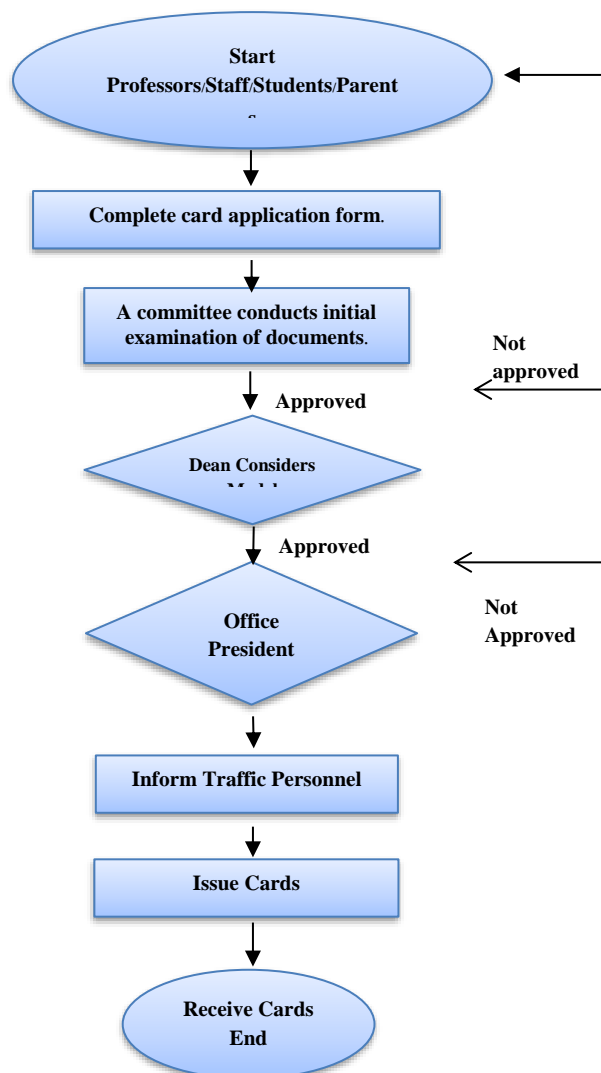 Start
Professors/Staff/Students/Parent
Complete card application form.
A committee conducts initial
examination of documents.
Not
approved
Approved
Dean Considers
Approved
Not
Approved
Office
President
Inform Traffic Personnel
Issue Cards
Receive Cards
End